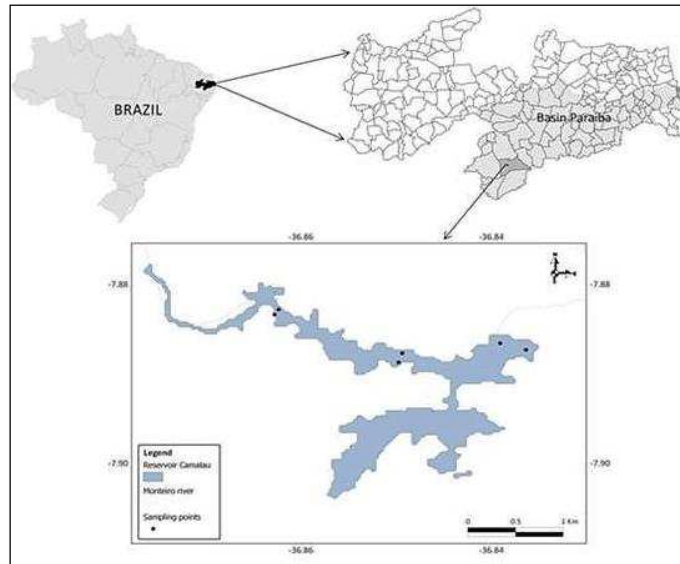 BRAZIL
Basin Paraiba
-36.86
-36.84
-7.88
-7.88
Legend
Reservoir Camalau
Monteiro river
Sampling points
-7.90
-7.90
0
0.5
1 Km
-36.86
-36.84